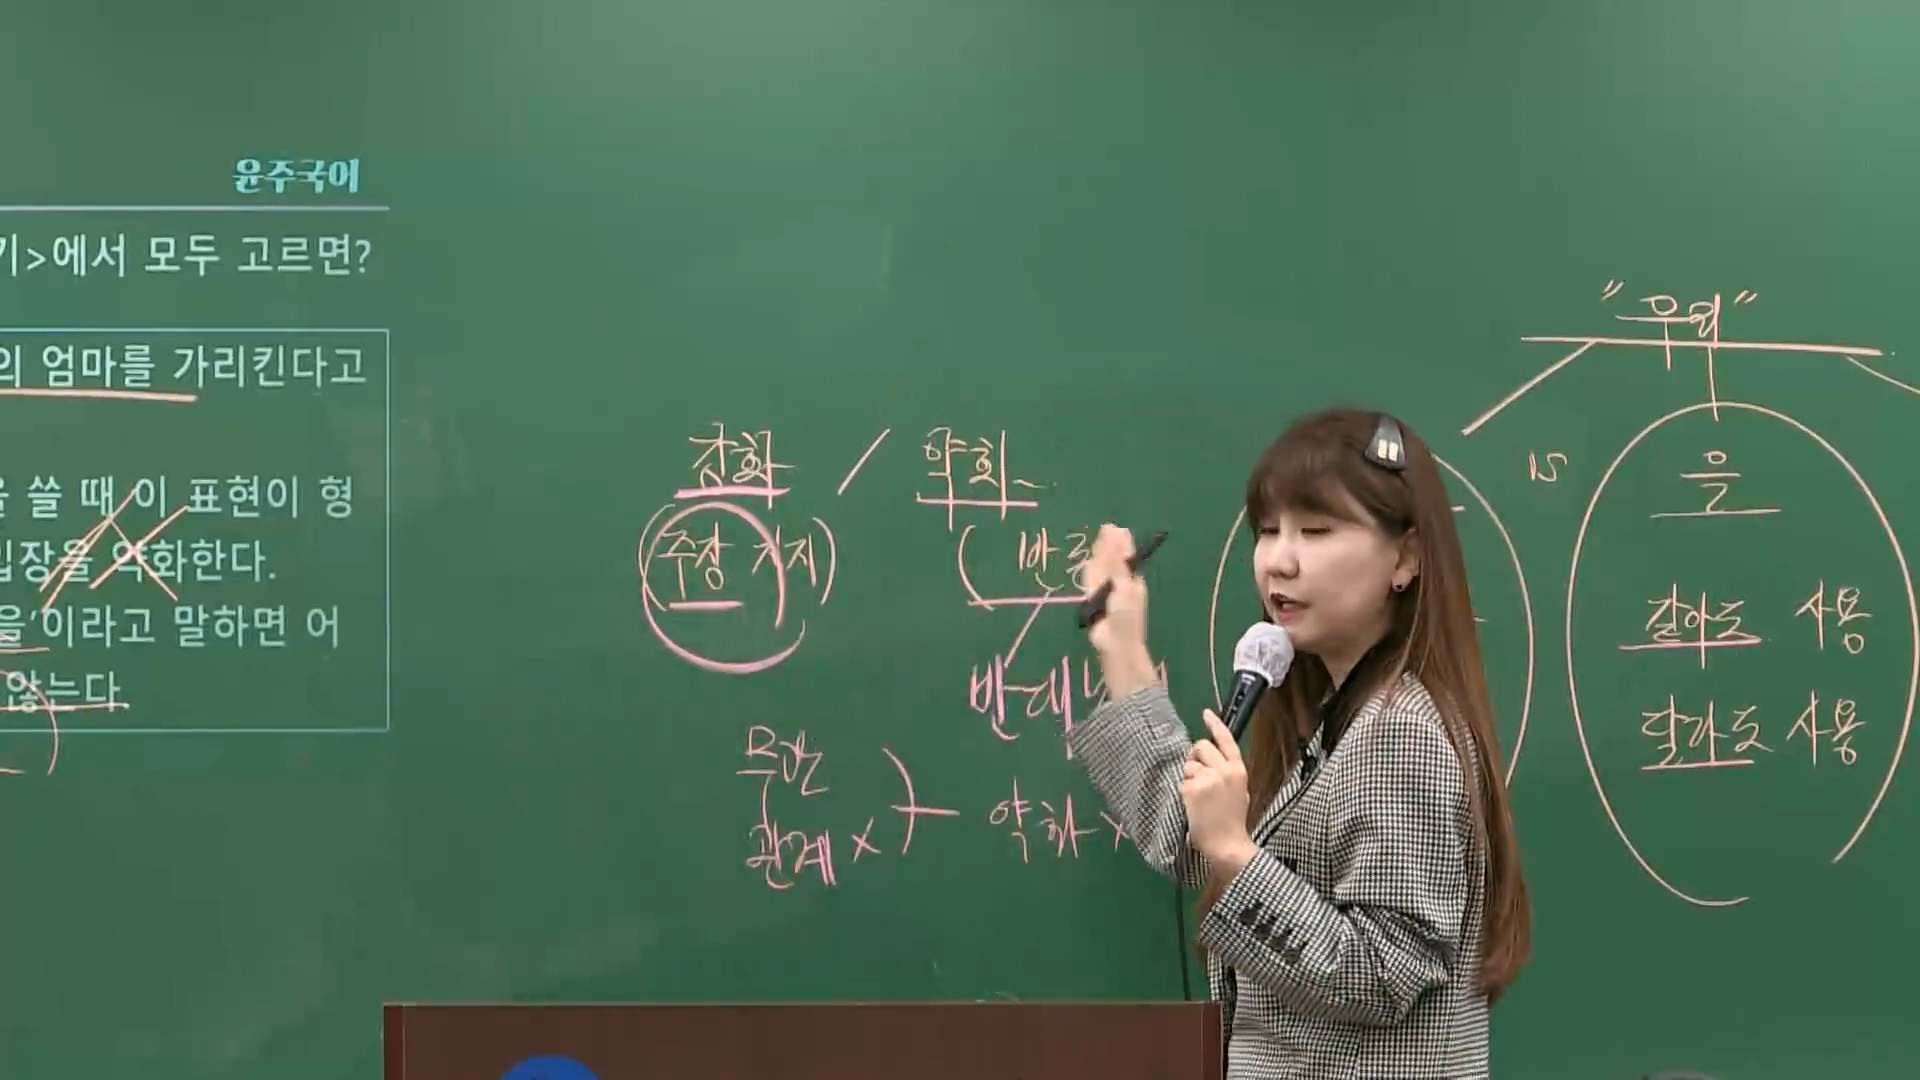 윤주국어
기>에서 모두 고르면?
의 엄마를 가리킨다고
을 쓸 때 이 표현이 형
입장을 약화한다.
을'이라고 말하면 어
않는다.
강화 / 약화
(주장 지지) (반론
반대
무관
관계 X
약화 X
"우리"
은
같아도 사용
달라도 사용